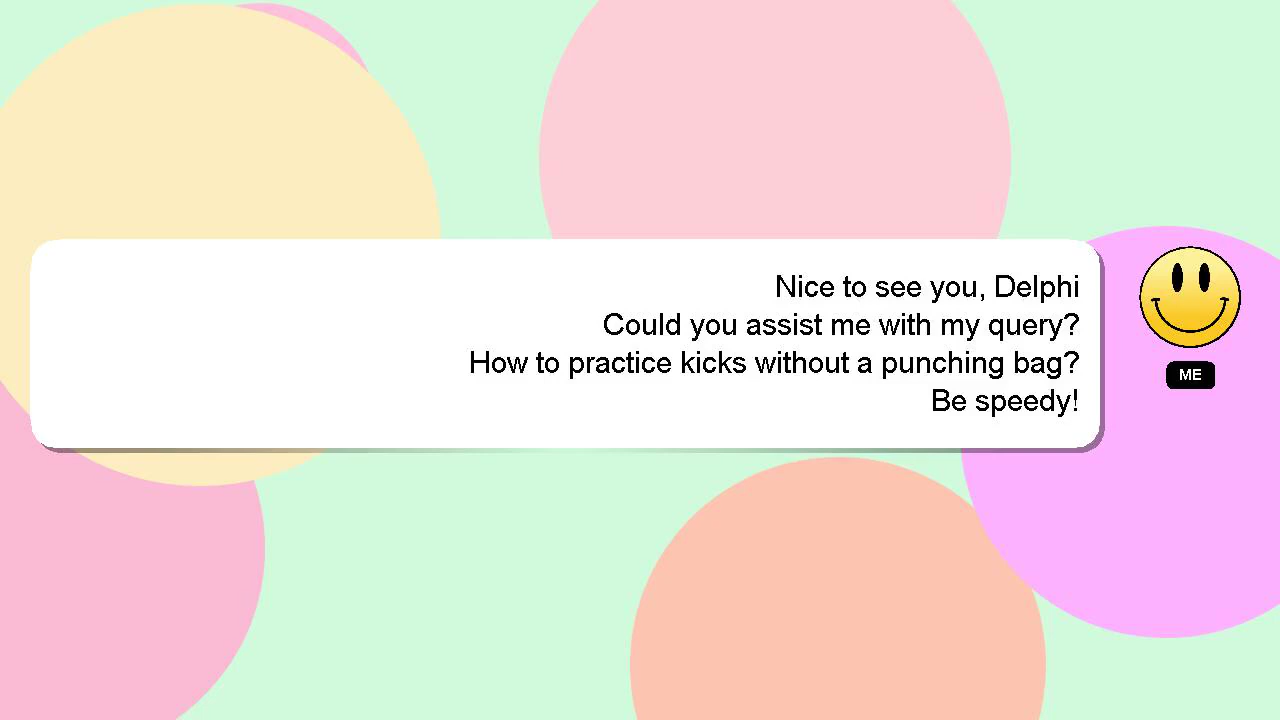 Nice to see you, Delphi
Could you assist me with my query?
How to practice kicks without a punching bag?
Be speedy!
ME